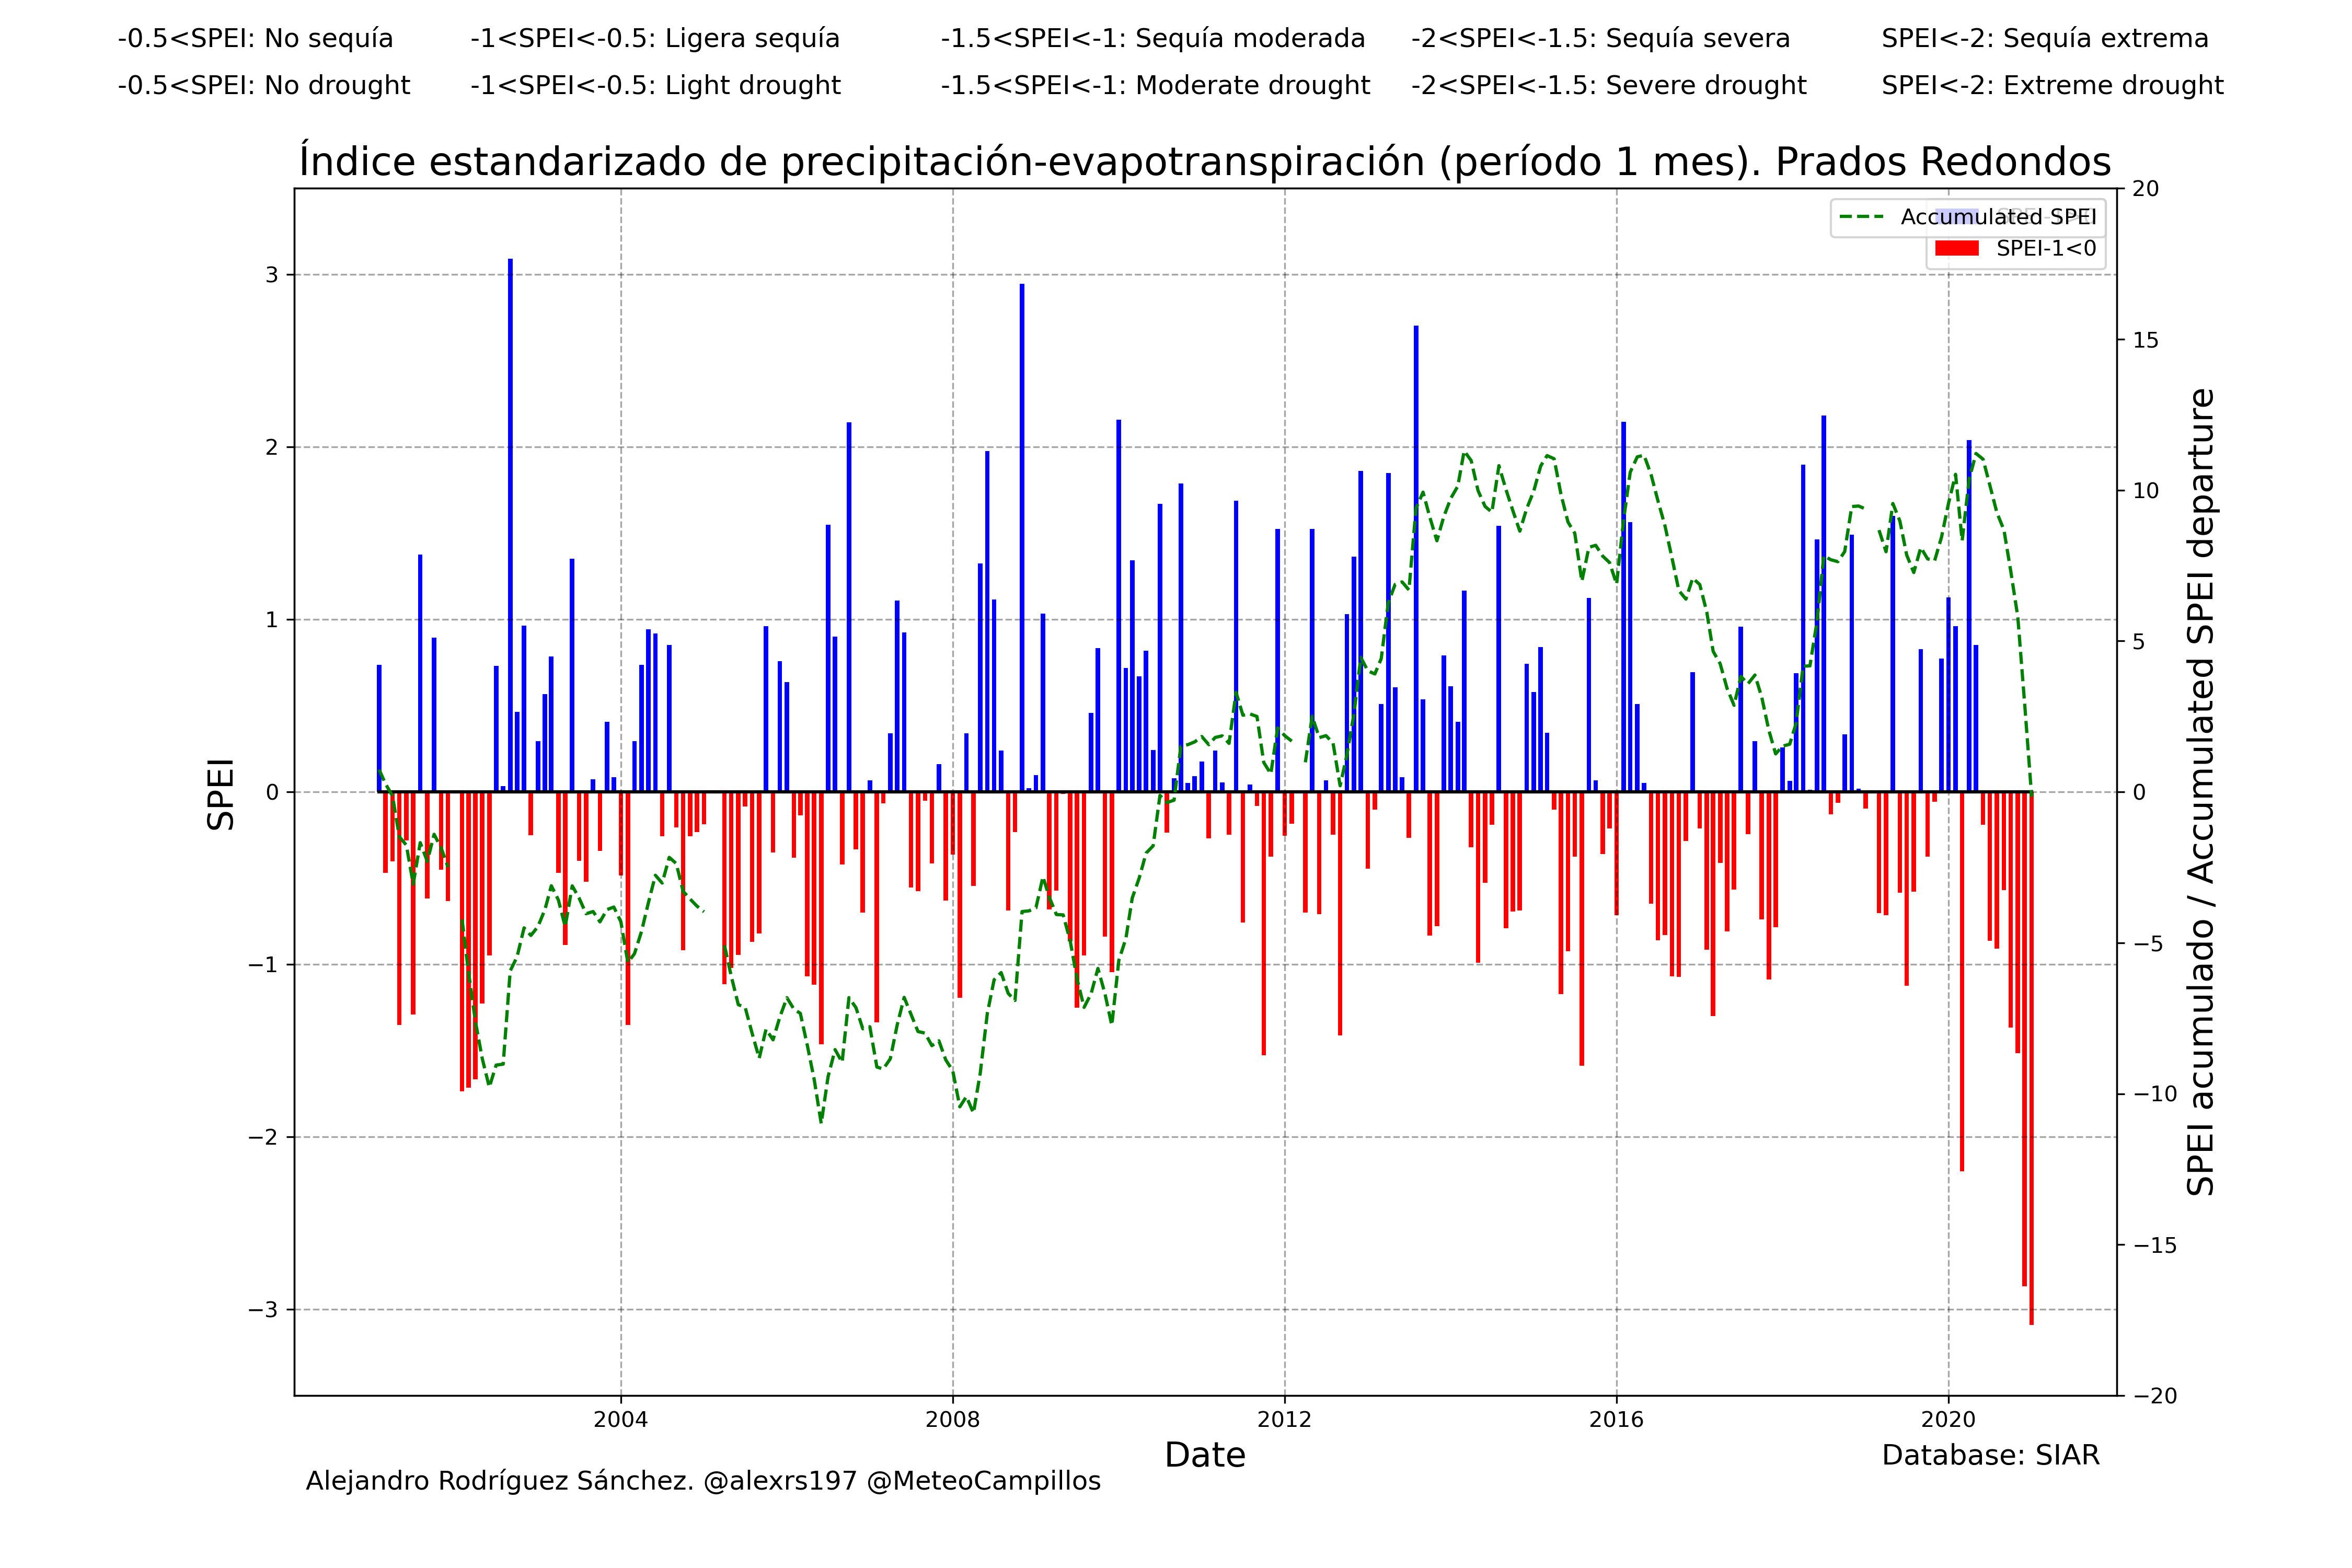 -0.5<SPEI: No sequía -1<SPEI<-0.5: Ligera sequía -1.5<SPEI<-1: Sequía moderada -2<SPEI<-1.5: Sequía severa SPEI<-2: Sequía extrema
-0.5<SPEI: No drought -1<SPEI<-0.5: Light drought -1.5<SPEI<-1: Moderate drought -2<SPEI<-1.5: Severe drought SPEI<-2: Extreme drought
Índice estandarizado de precipitación-evapotranspiración (período 1 mes). Prados Redondos
Accumulated SPEI
SPEI-1<0
SPEI
3
2
1
0
−1
−2
−3
20
15
10
5
0
−5
−10
−15
−20
SPEI acumulado / Accumulated SPEI departure
2004 2008 2012 2016 2020
Date
Database: SIAR
Alejandro Rodríguez Sánchez. @alexrs197 @MeteoCampillos